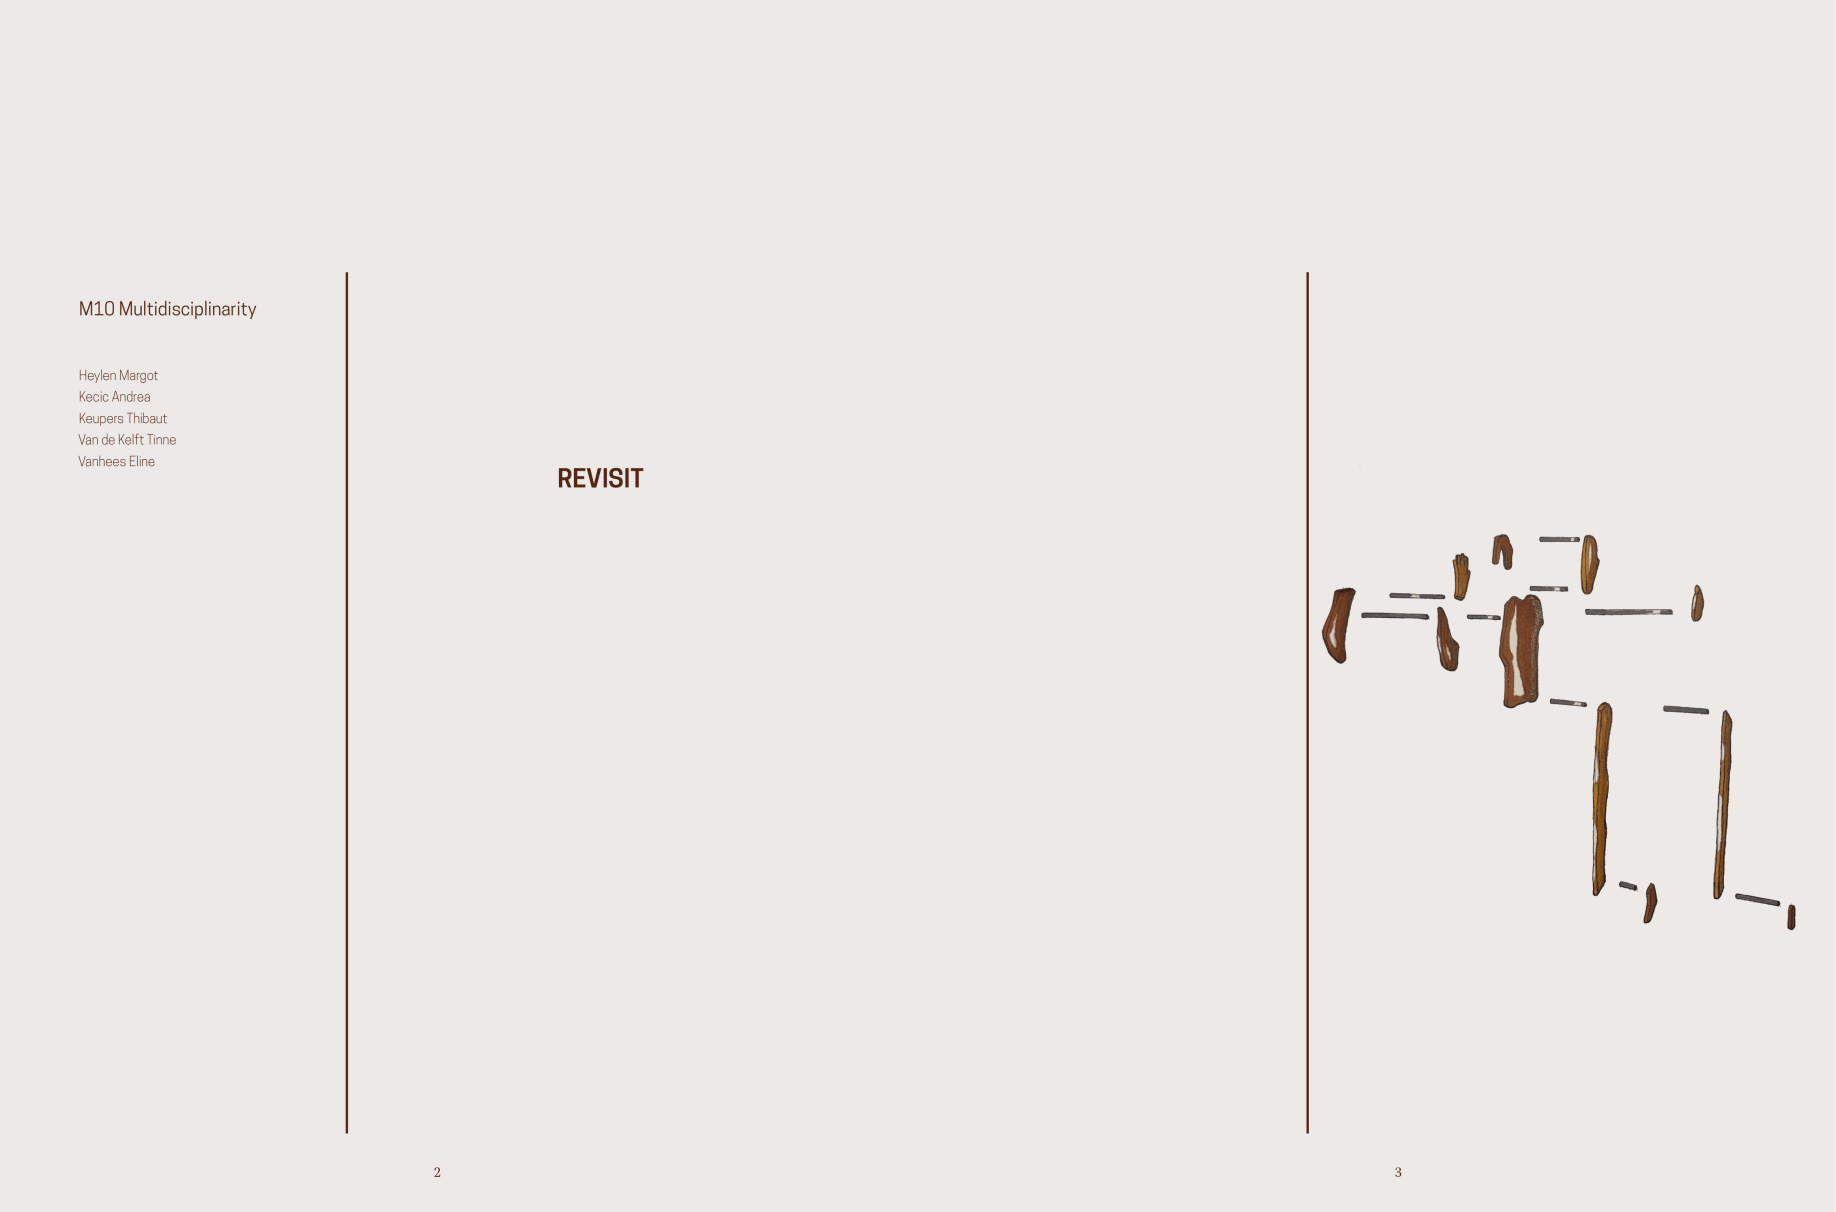 M10 Multidisciplinarity
Heylen Margot
Kecic Andrea
Keupers Thibaut
Van de Kelft Tinne
Vanhees Eline
REVISIT
2
3